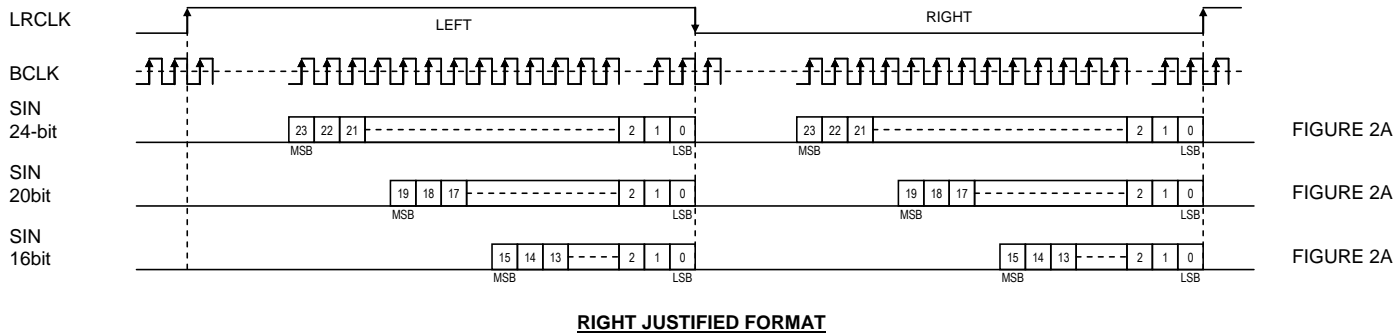 LRCLK
LEFT
RIGHT
BCLK
SIN
24-bit
23 22 21 2 1 0
23 22 21 2 1 0
FIGURE 2A
MSB LSB MSB LSB
SIN
20bit
19 18 17 2 1 0
19 18 17 2 1 0
FIGURE 2A
MSB LSB MSB LSB
SIN
16bit
15 14 13 2 1 0
15 14 13 2 1 0
FIGURE 2A
MSB LSB MSB LSB
RIGHT JUSTIFIED FORMAT